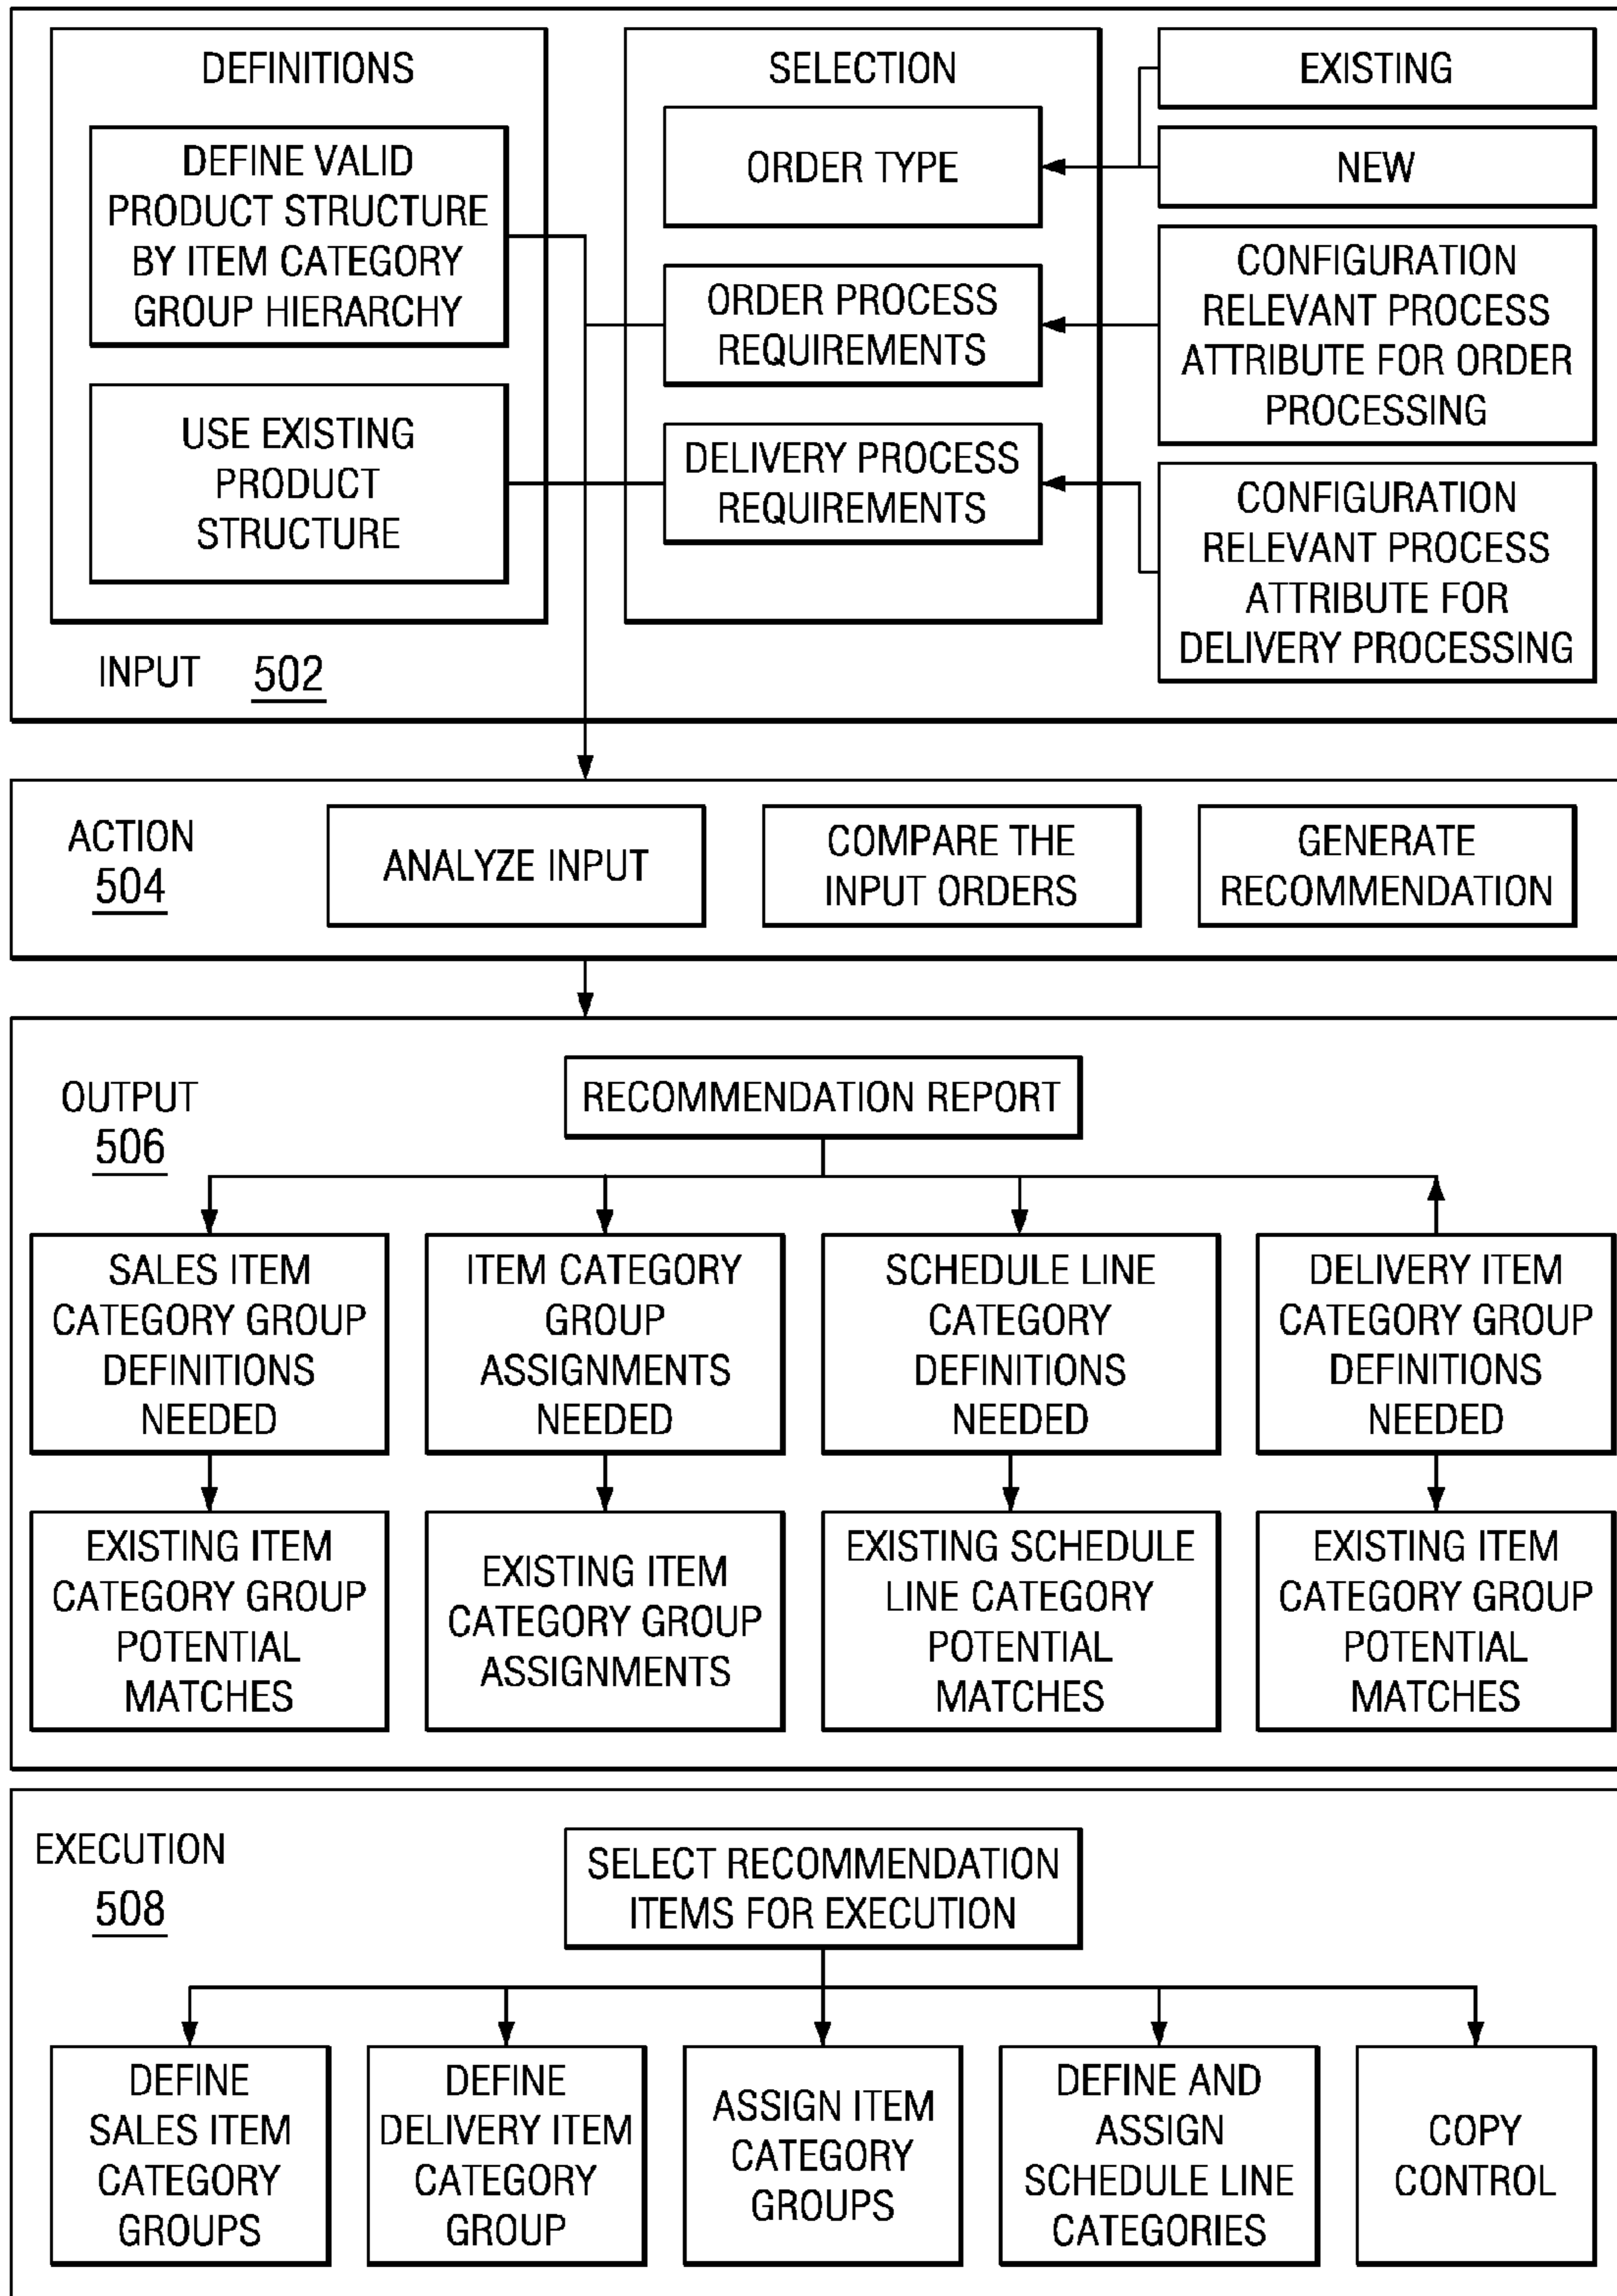 DEFINITIONS
DEFINE VALID
PRODUCT STRUCTURE
BY ITEM CATEGORY
GROUP HIERARCHY
USE EXISTING
PRODUCT
STRUCTURE
INPUT 502
SELECTION
ORDER TYPE
ORDER PROCESS
REQUIREMENTS
DELIVERY PROCESS
REQUIREMENTS
EXISTING
NEW
CONFIGURATION
RELEVANT PROCESS
ATTRIBUTE FOR ORDER
PROCESSING
CONFIGURATION
RELEVANT PROCESS
ATTRIBUTE FOR
DELIVERY PROCESSING
ACTION
504
ANALYZE INPUT
COMPARE THE
INPUT ORDERS
GENERATE
RECOMMENDATION
OUTPUT
506
RECOMMENDATION REPORT
SALES ITEM
CATEGORY GROUP
DEFINITIONS
NEEDED
ITEM CATEGORY
GROUP
ASSIGNMENTS
NEEDED
SCHEDULE LINE
CATEGORY
DEFINITIONS
NEEDED
DELIVERY ITEM
CATEGORY GROUP
DEFINITIONS
NEEDED
EXISTING ITEM
CATEGORY GROUP
POTENTIAL
MATCHES
EXISTING ITEM
CATEGORY GROUP
ASSIGNMENTS
EXISTING SCHEDULE
LINE CATEGORY
POTENTIAL
MATCHES
EXISTING ITEM
CATEGORY GROUP
POTENTIAL
MATCHES
EXECUTION
508
SELECT RECOMMENDATION
ITEMS FOR EXECUTION
DEFINE
SALES ITEM
CATEGORY
GROUPS
DEFINE
DELIVERY ITEM
CATEGORY
GROUP
ASSIGN ITEM
CATEGORY
GROUPS
DEFINE AND
ASSIGN
SCHEDULE LINE
CATEGORIES
COPY
CONTROL